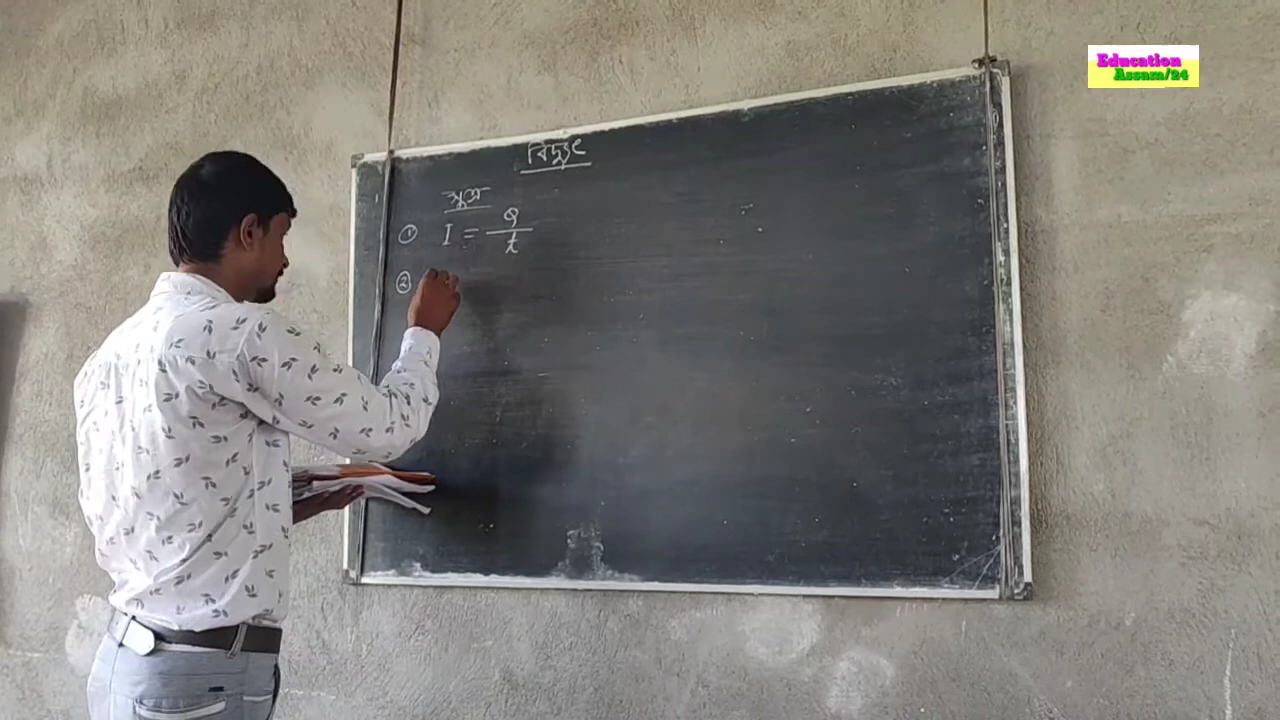 Education
Assam/24
বিদ্যুৎ
সূত্ৰ
① I = Q/t
②